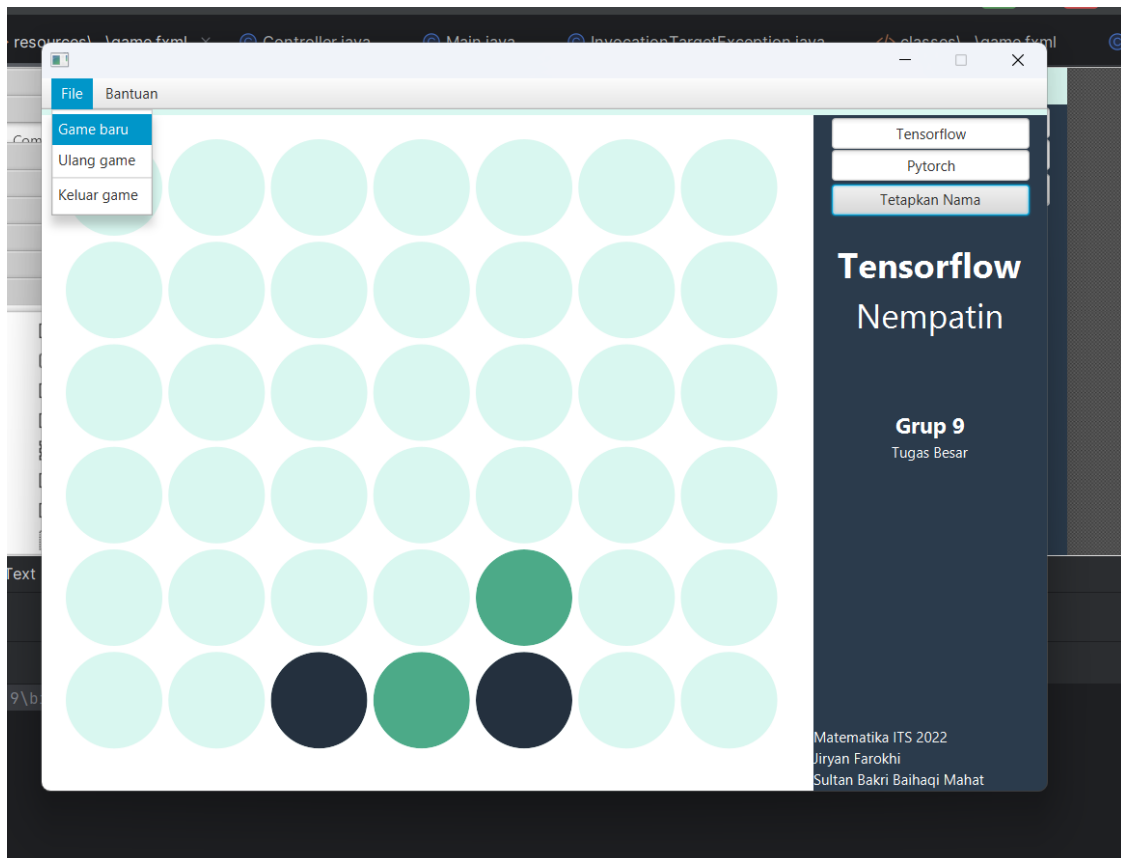 resources\...\game.fxml
Controller.java
Main.java
InvocationTargetException.java
classes\...\game.fxml
File
Bantuan
Game baru
Ulang game
Keluar game
Tensorflow
Pytorch
Tetapkan Nama
Tensorflow
Nempatin
Grup 9
Tugas Besar
Text
Matematika ITS 2022
Jiryan Farokhi
Sultan Bakri Baihaqi Mahat